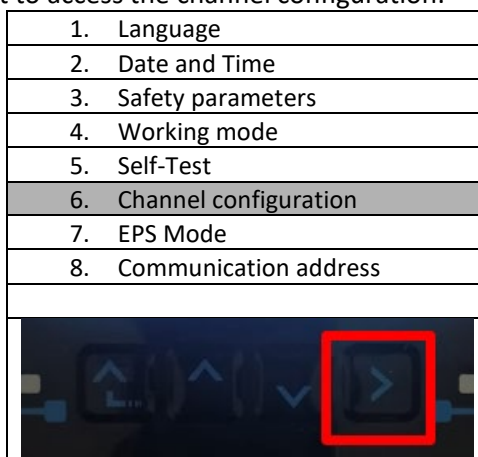 to access the channel configuration.
1. Language
2. Date and Time
3. Safety parameters
4. Working mode
5. Self-Test
6. Channel configuration
7. EPS Mode
8. Communication address